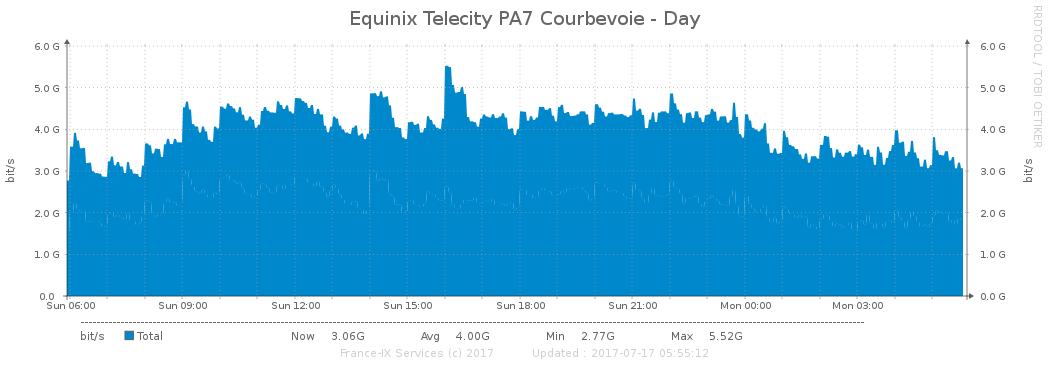 Equinix Telecity PA7 Courbevoie - Day
RRDTOOL / TOBI OETIKER
bit/s
6.0 G 6.0 G
5.0 G 5.0 G
4.0 G 4.0 G
3.0 G 3.0 G
2.0 G 2.0 G
1.0 G 1.0 G
0.0 0.0 G
bit/s
Sun 06:00 Sun 09:00 Sun 12:00 Sun 15:00 Sun 18:00 Sun 21:00 Mon 00:00 Mon 03:00
bit/s Total Now 3.06G Avg 4.00G Min 2.77G Max 5.52G
France-IX Services (c) 2017 Updated : 2017-07-17 05:55:12